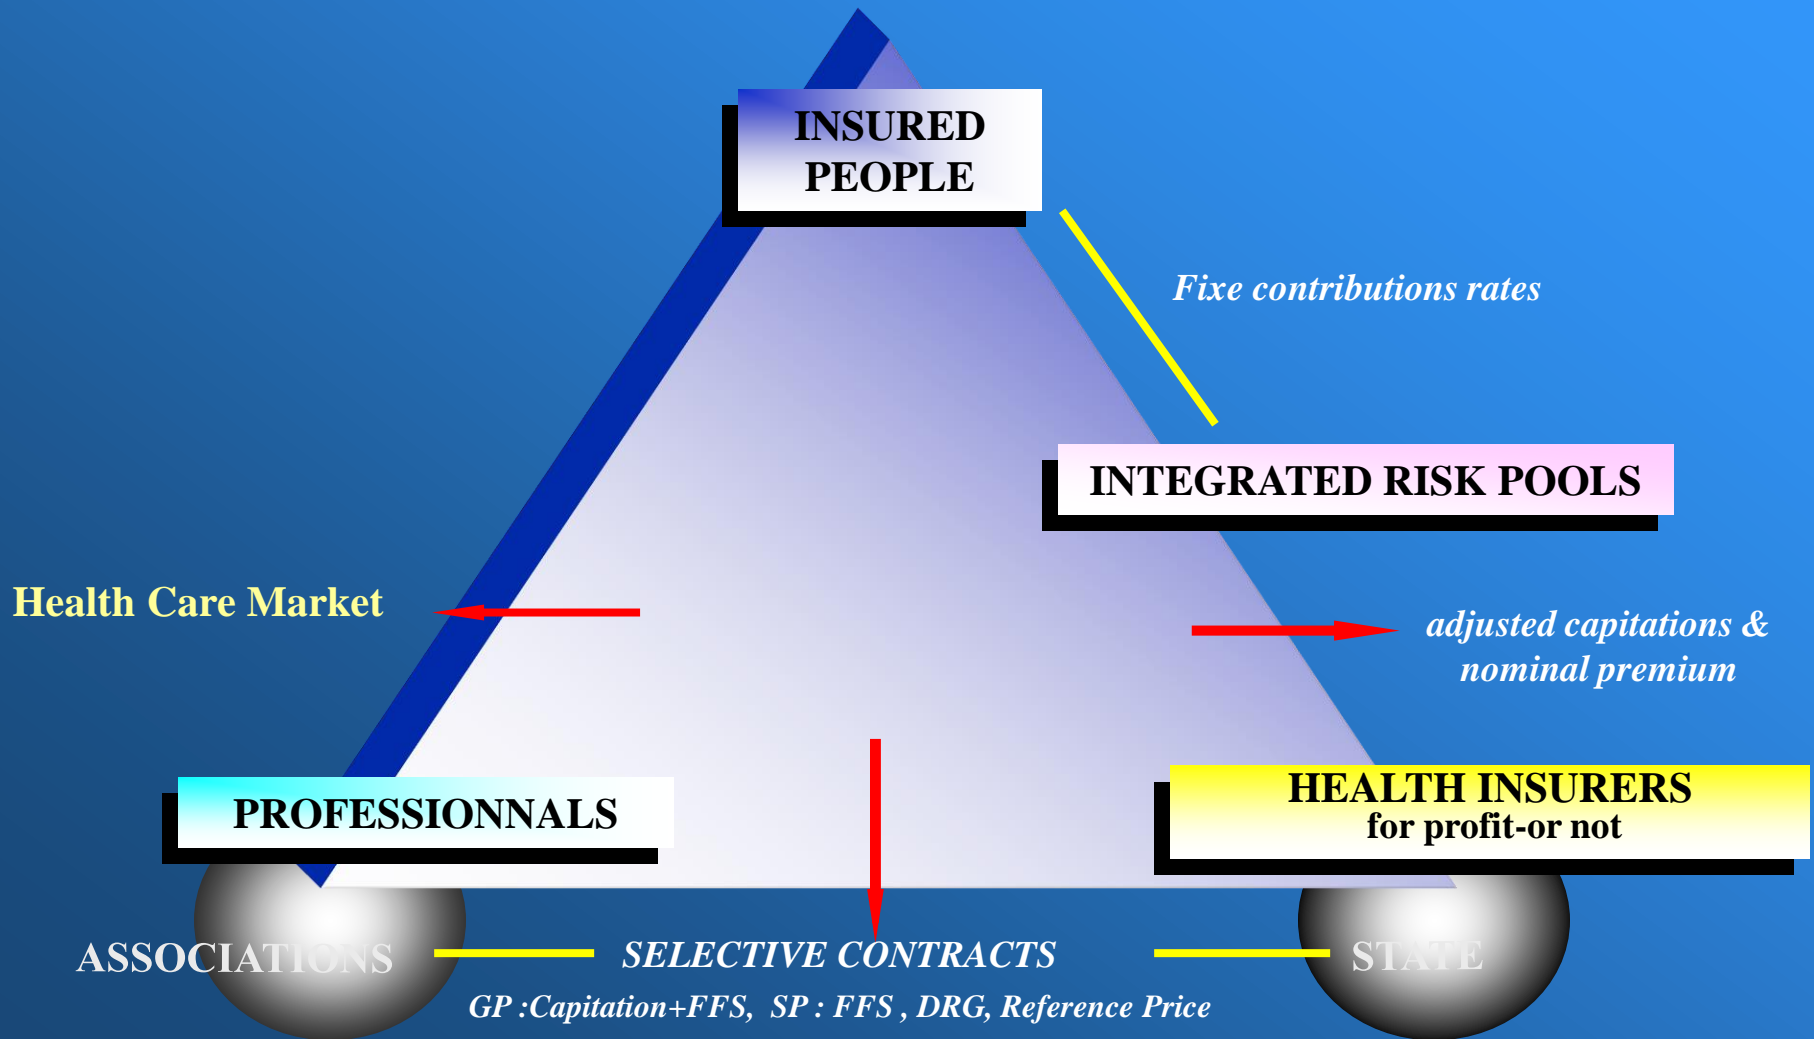 INSURED
PEOPLE
Fixe contributions rates
INTEGRATED RISK POOLS
Health Care Market
adjusted capitations &
nominal premium
PROFESSIONNALS
HEALTH INSURERS
for profit-or not
ASSOCIATIONS
SELECTIVE CONTRACTS
STATE
GP :Capitation+FFS, SP : FFS , DRG, Reference Price